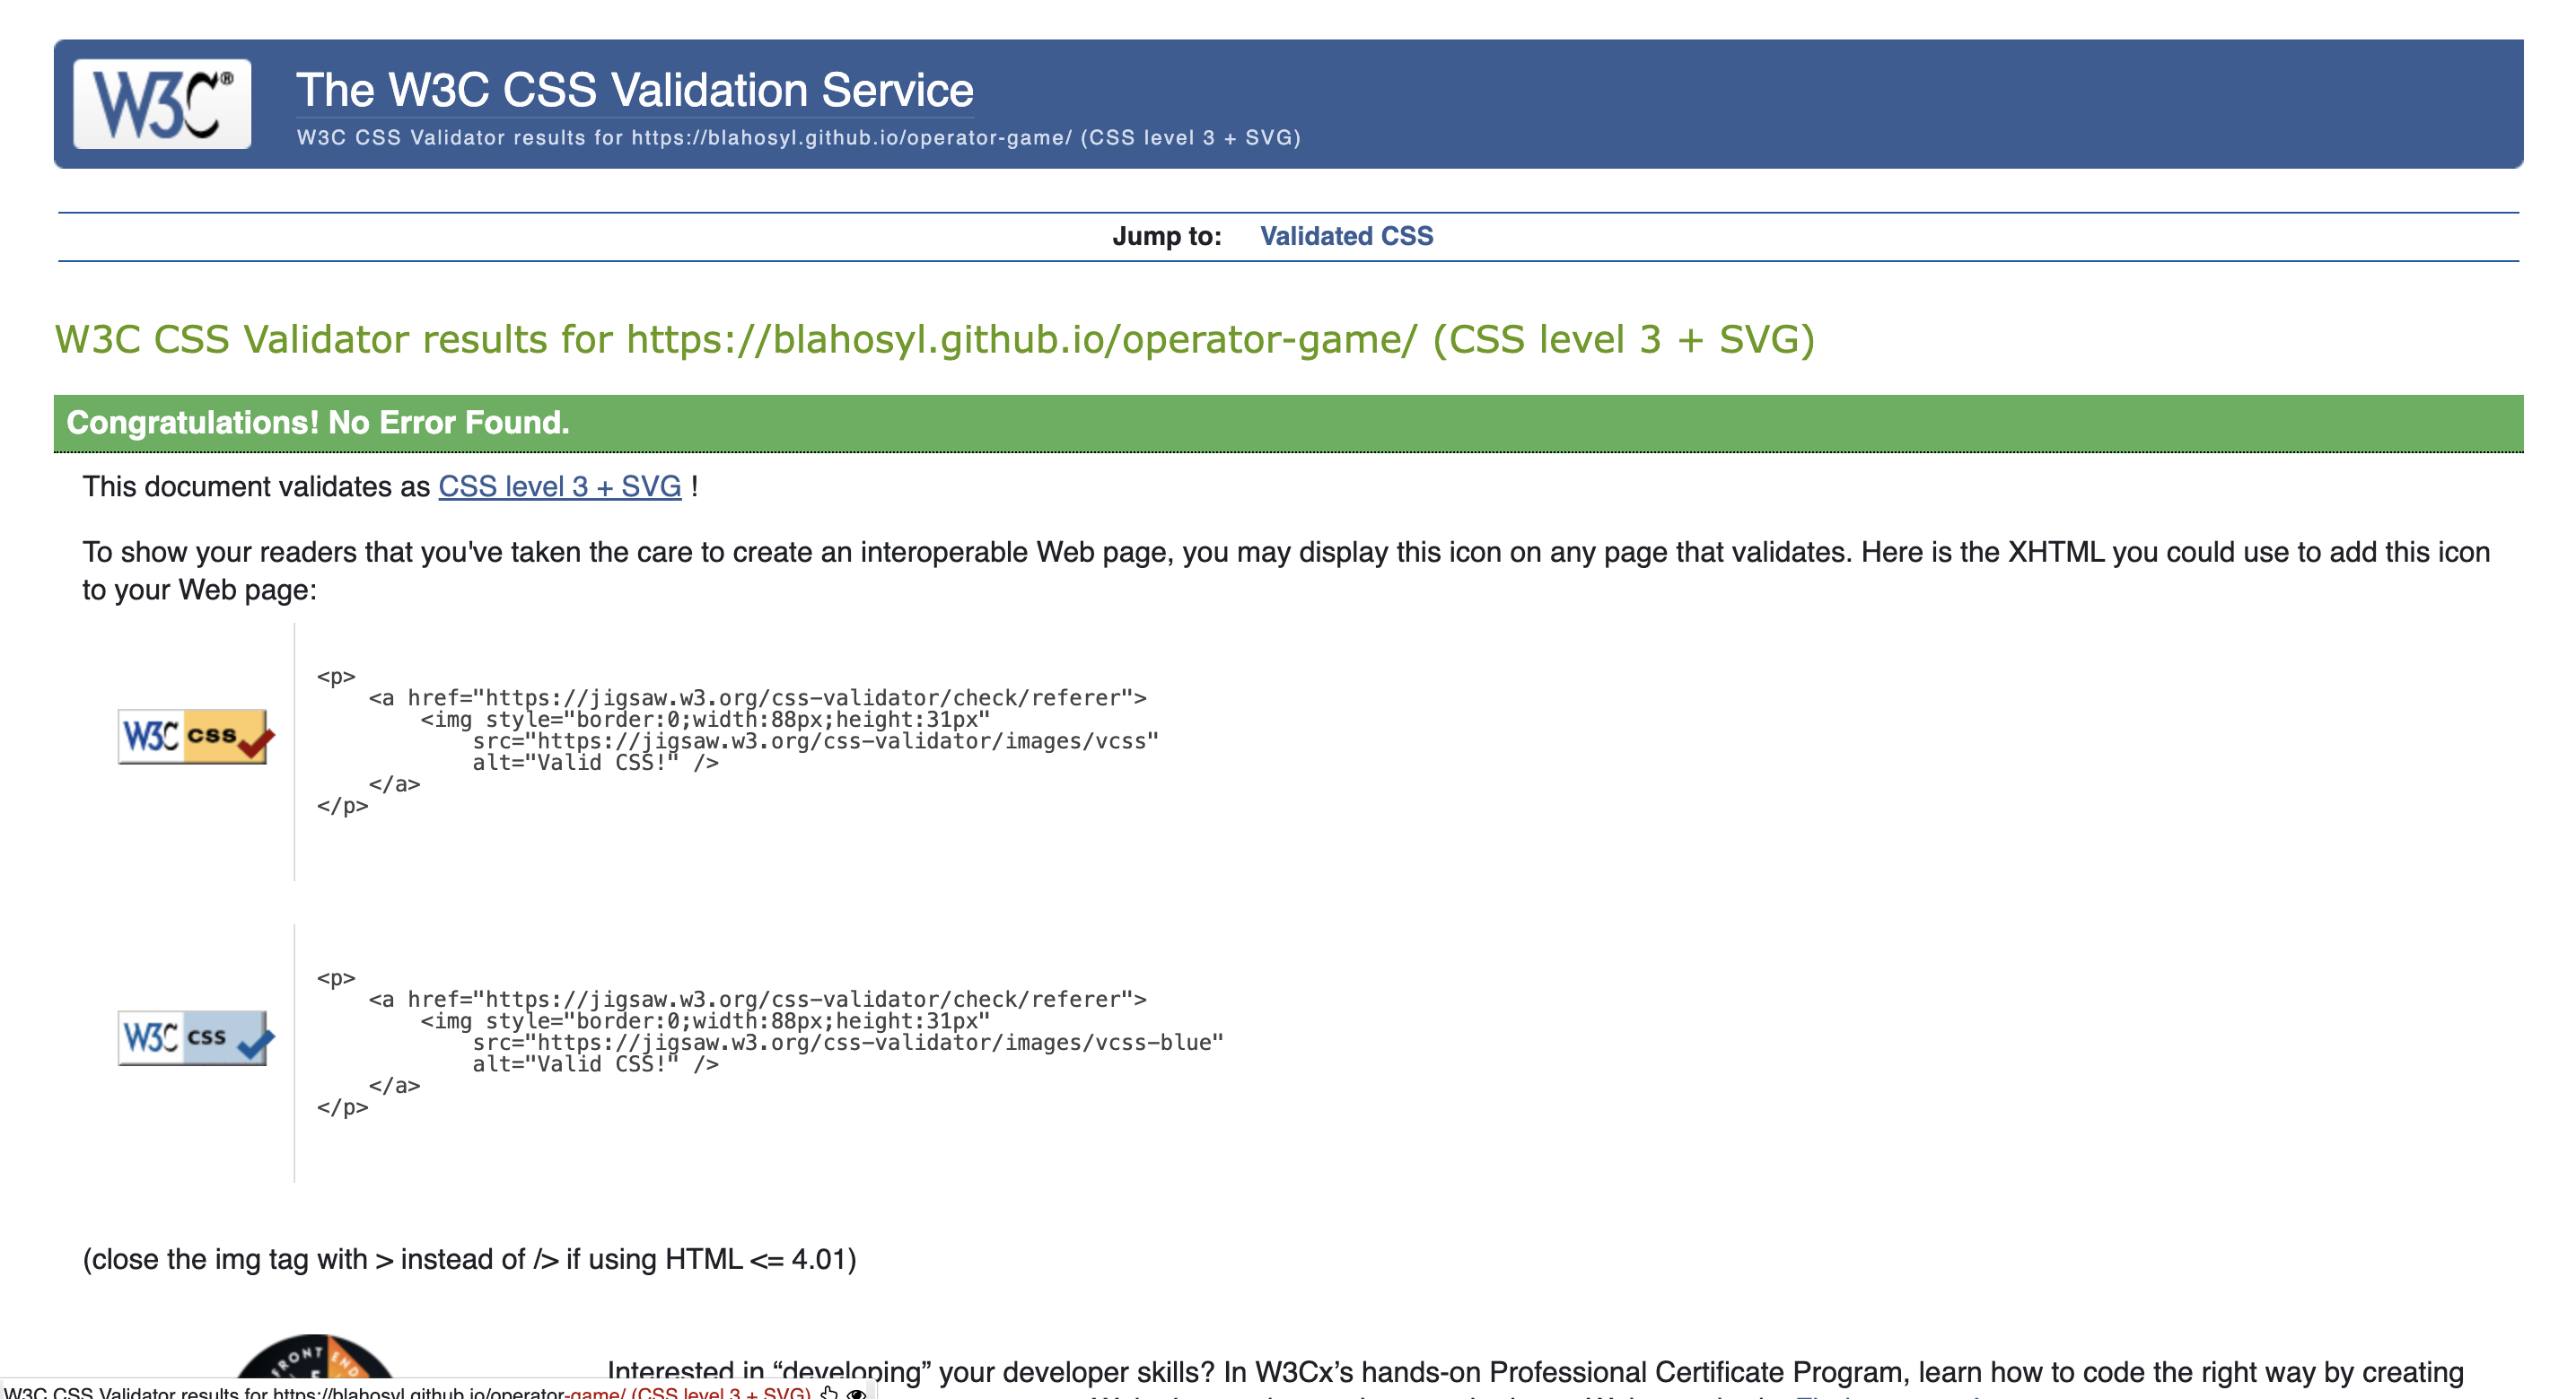 W3C®
The W3C CSS Validation Service
W3C CSS Validator results for https://blahosyl.github.io/operator-game/ (CSS level 3 + SVG)
Jump to: Validated CSS
W3C CSS Validator results for https://blahosyl.github.io/operator-game/ (CSS level 3 + SVG)
Congratulations! No Error Found.
This document validates as CSS level 3 + SVG !
To show your readers that you've taken the care to create an interoperable Web page, you may display this icon on any page that validates. Here is the XHTML you could use to add this icon
to your Web page:
<p>
    <a href="https://jigsaw.w3.org/css-validator/check/referer">
        <img style="border:0;width:88px;height:31px"
W3C css
            src="https://jigsaw.w3.org/css-validator/images/vcss"
            alt="Valid CSS!" />
    </a>
</p>
<p>
    <a href="https://jigsaw.w3.org/css-validator/check/referer">
        <img style="border:0;width:88px;height:31px"
W3C css
            src="https://jigsaw.w3.org/css-validator/images/vcss-blue"
            alt="Valid CSS!" />
    </a>
</p>
(close the img tag with > instead of /> if using HTML <= 4.01)
FRONT END
Interested in “developing” your developer skills? In W3Cx’s hands-on Professional Certificate Program, learn how to code the right way by creating
W3C CSS Validator results for https://blahosyl.github.io/operator-game/ (CSS level 3 + SVG)